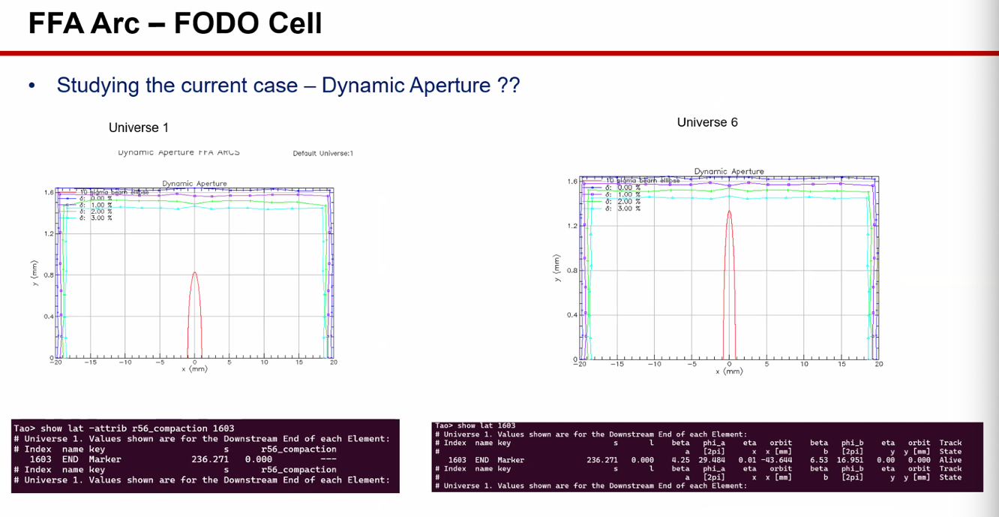 FFA Arc – FODO Cell
• Studying the current case – Dynamic Aperture ??
Universe 1
Dynamic Aperture FFA ARCS
Default Universe:1
Dynamic Aperture
10 sigma beam ellipse
δ: 0.00 %
δ: 1.00 %
δ: 2.00 %
δ: 3.00 %
1.6
1.2
0.8
0.4
0
y (mm)
-20 -15 -10 -5 0 5 10 15 20
x (mm)
Universe 6
Dynamic Aperture
10 sigma beam ellipse
δ: 0.00 %
δ: 1.00 %
δ: 2.00 %
δ: 3.00 %
1.6
1.2
0.8
0.4
0
y (mm)
-20 -15 -10 -5 0 5 10 15 20
x (mm)
Tao> show lat -attrib r56_compaction 1603
# Universe 1. Values shown are for the Downstream End of each Element:
# Index name key s r56_compaction
1603 END Marker 236.271 0.000 ---
# Index name key s r56_compaction
# Universe 1. Values shown are for the Downstream End of each Element:
Tao> show lat 1603
# Universe 1. Values shown are for the Downstream End of each Element:
# Index name key s l beta phi_a eta orbit beta phi_b eta orbit Track
# a [2pi] x x [mm] b [2pi] y y [mm] State
1603 END Marker 236.271 0.000 4.25 29.484 0.01 -43.644 6.53 16.951 0.00 0.000 Alive
# Index name key s l beta phi_a eta orbit beta phi_b eta orbit Track
# a [2pi] x x [mm] b [2pi] y y [mm] State
# Universe 1. Values shown are for the Downstream End of each Element: